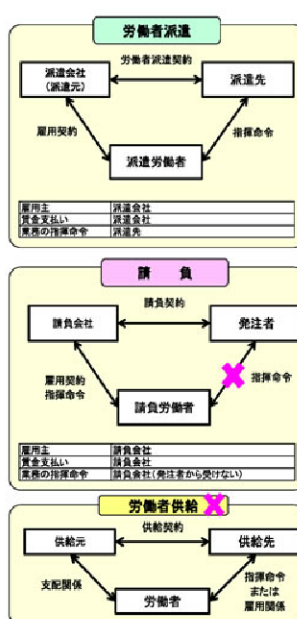 労働者派遣
労働者派遣契約
派遣会社
(派遣元)
派遣先
雇用契約
指揮命令
派遣労働者
雇用主 派遣会社
賃金支払い 派遣会社
業務の指揮命令 派遣先
請負
請負契約
請負会社
発注者
雇用契約
指揮命令
指揮命令
請負労働者
雇用主 請負会社
賃金支払い 請負会社
業務の指揮命令 請負会社(発注者から受けない)
労働者供給
供給契約
供給元
供給先
支配関係
指揮命令
または
雇用関係
労働者